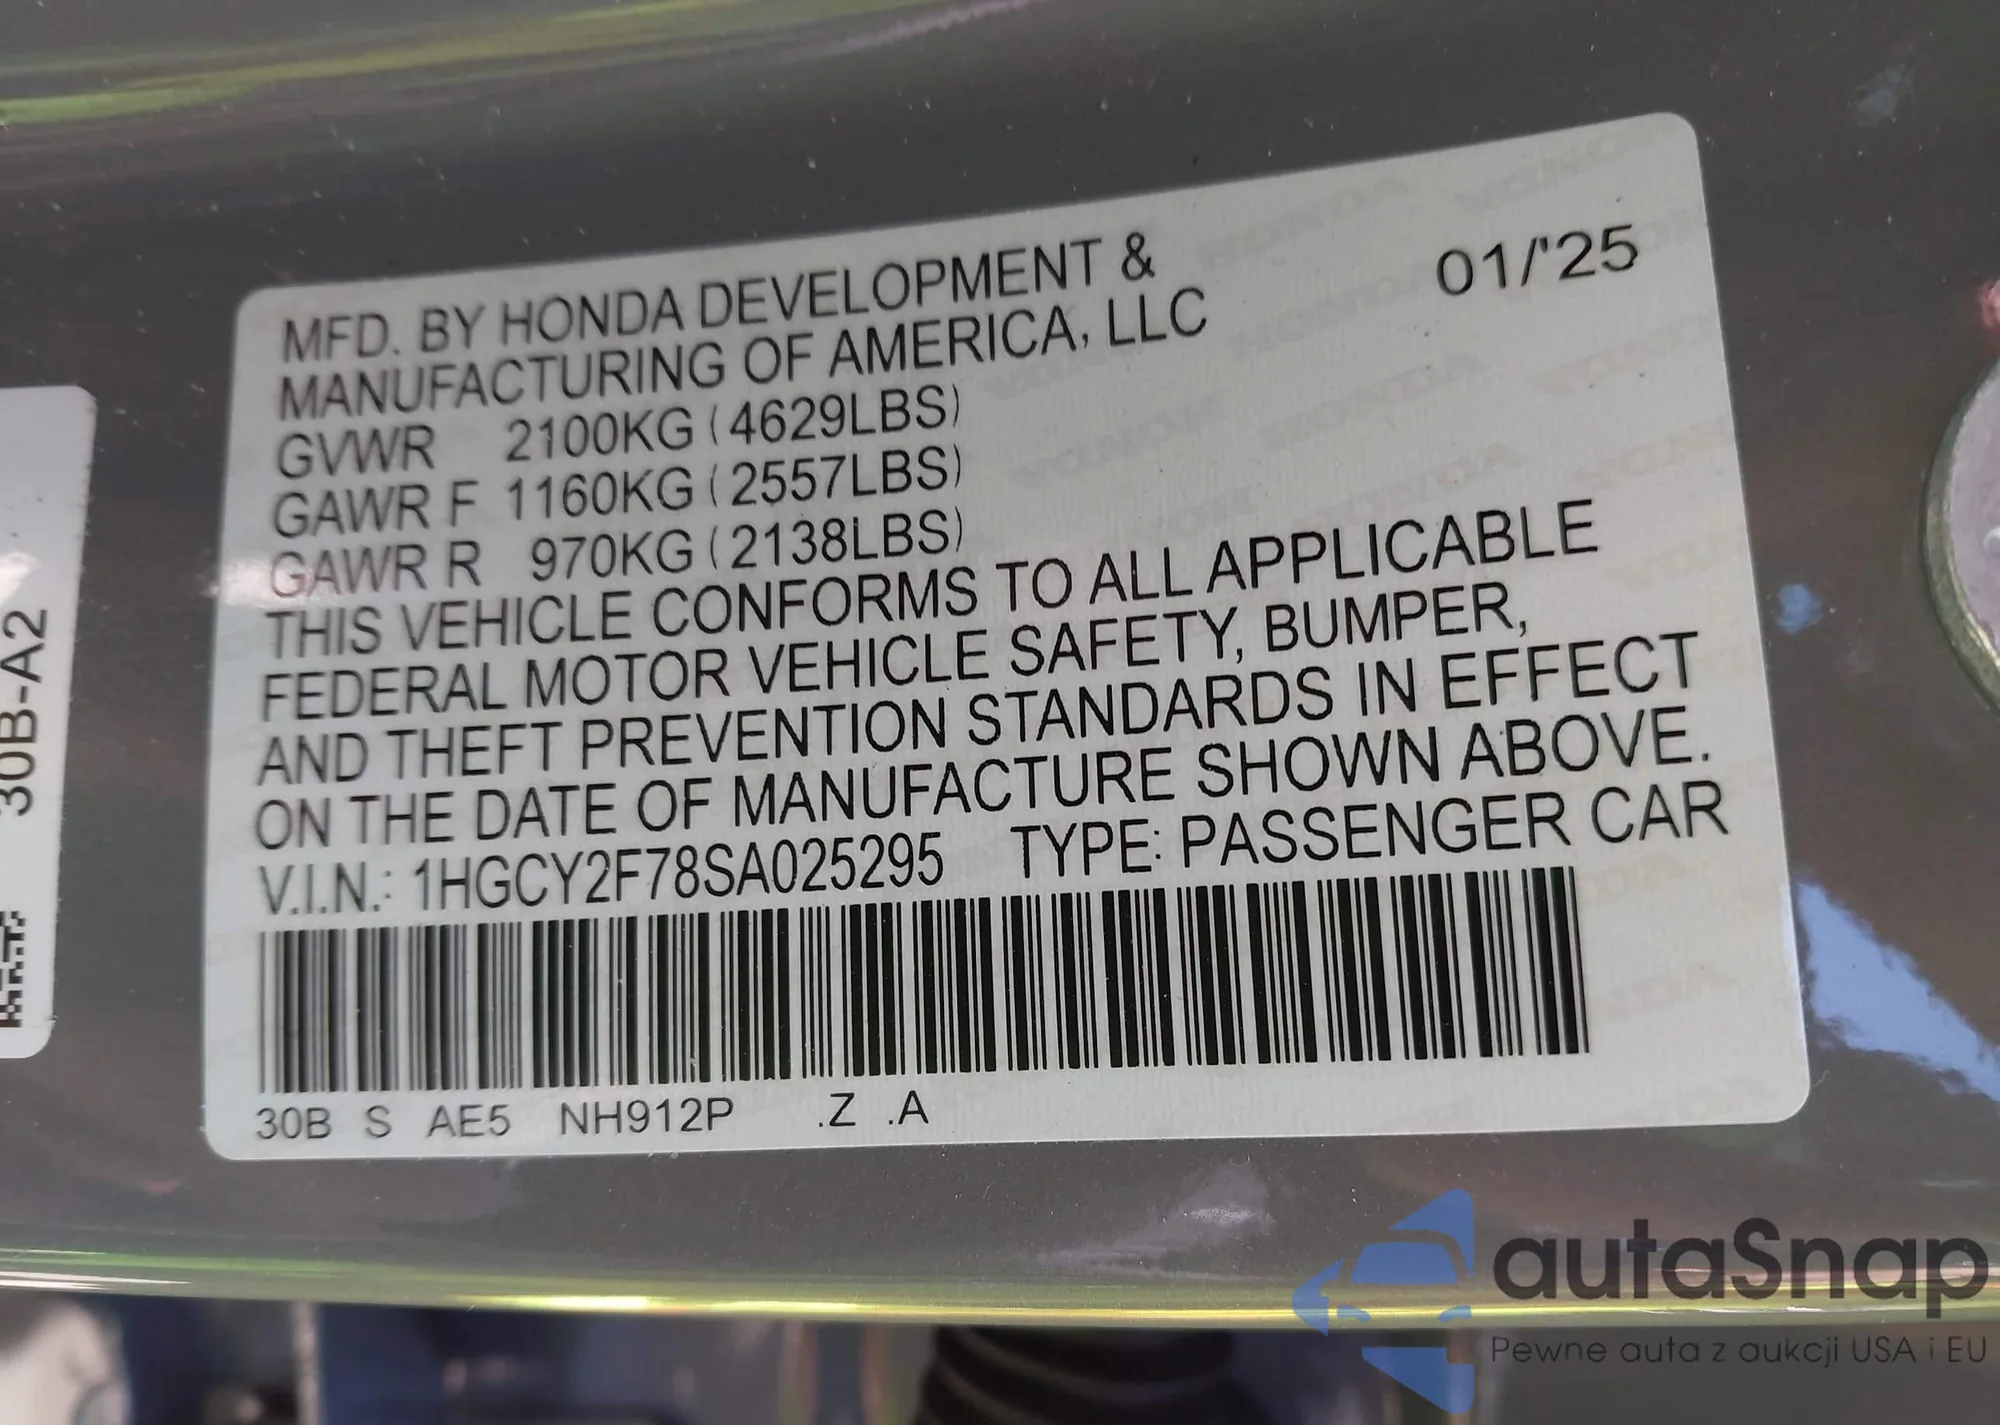 MFD. BY HONDA DEVELOPMENT &
MANUFACTURING OF AMERICA, LLC
01/'25
GVWR 2100KG (4629LBS)
GAWR F 1160KG (2557LBS)
GAWR R 970KG (2138LBS)
THIS VEHICLE CONFORMS TO ALL APPLICABLE
FEDERAL MOTOR VEHICLE SAFETY, BUMPER,
AND THEFT PREVENTION STANDARDS IN EFFECT
ON THE DATE OF MANUFACTURE SHOWN ABOVE.
V.I.N.: 1HGCY2F78SA025295 TYPE: PASSENGER CAR
30B S AE5 NH912P .Z .A
30B-A2
autaSnap
Pewne auta z aukcji USA i EU